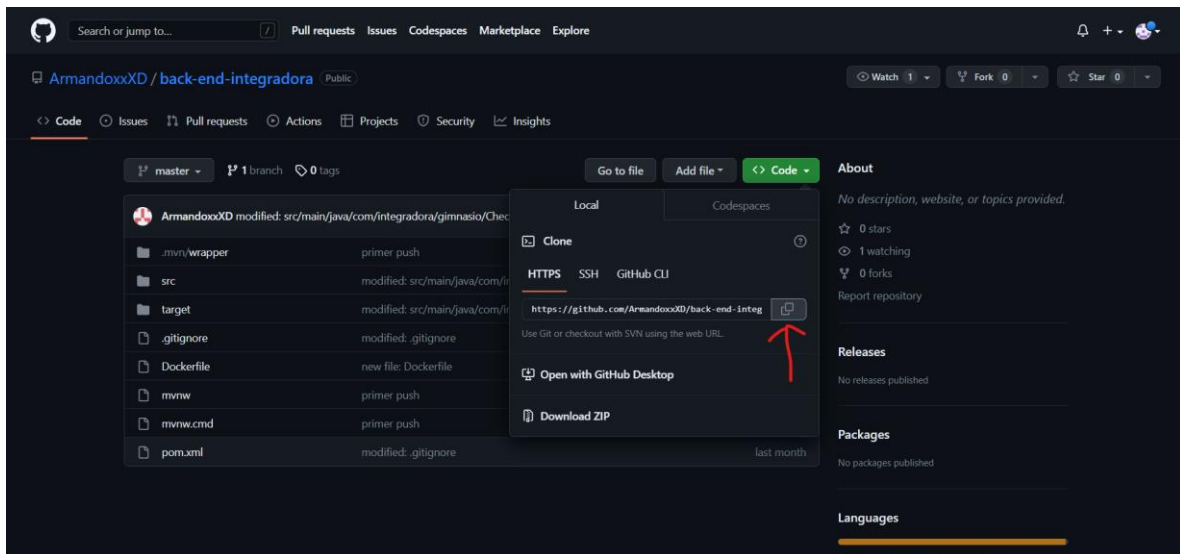 Search or jump to... / Pull requests Issues Codespaces Marketplace Explore
ArmandoxxXD / back-end-integradora Public
Watch 1 Fork 0 Star 0
Code Issues Pull requests Actions Projects Security Insights
master 1 branch 0 tags Go to file Add file Code
ArmandoxxXD modified: src/main/java/com/integradora/gimnasio/Chec
.mvn/wrapper primer push
src modified: src/main/java/com/i
target modified: src/main/java/com/i
.gitignore modified: .gitignore
Dockerfile new file: Dockerfile
mvnw primer push
mvnw.cmd primer push
pom.xml modified: .gitignore last month
Local Codespaces
Clone
HTTPS SSH GitHub CLI
https://github.com/ArmandoxxXD/back-end-integ
Use Git or checkout with SVN using the web URL.
Open with GitHub Desktop
Download ZIP
About
No description, website, or topics provided.
0 stars
1 watching
0 forks
Report repository
Releases
No releases published
Packages
No packages published
Languages